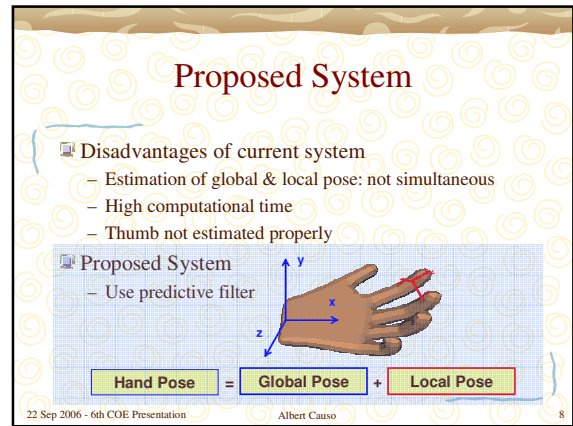 Proposed System
Disadvantages of current system
– Estimation of global & local pose: not simultaneous
– High computational time
– Thumb not estimated properly
Proposed System
– Use predictive filter
y
x
z
Hand Pose = Global Pose + Local Pose
22 Sep 2006 - 6th COE Presentation Albert Causo 8